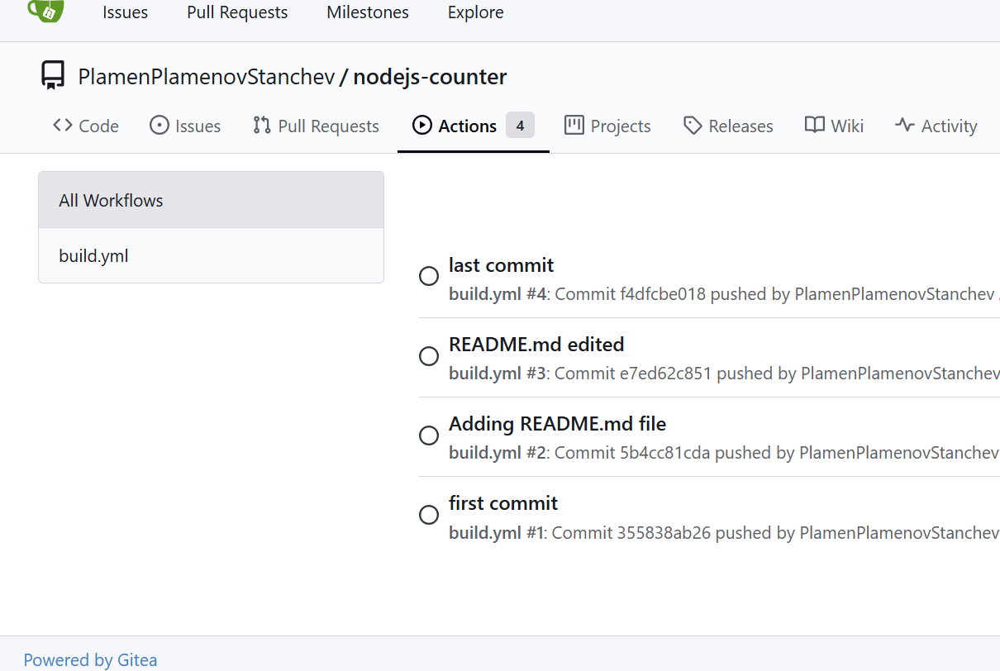 Issues Pull Requests Milestones Explore
PlamenPlamenovStanchev / nodejs-counter
Code Issues Pull Requests Actions 4 Projects Releases Wiki Activity
All Workflows
build.yml
last commit
build.yml #4: Commit f4dfcbe018 pushed by PlamenPlamenovStanchev
README.md edited
build.yml #3: Commit e7ed62c851 pushed by PlamenPlamenovStanchev
Adding README.md file
build.yml #2: Commit 5b4cc81cda pushed by PlamenPlamenovStanchev
first commit
build.yml #1: Commit 355838ab26 pushed by PlamenPlamenovStanchev
Powered by Gitea